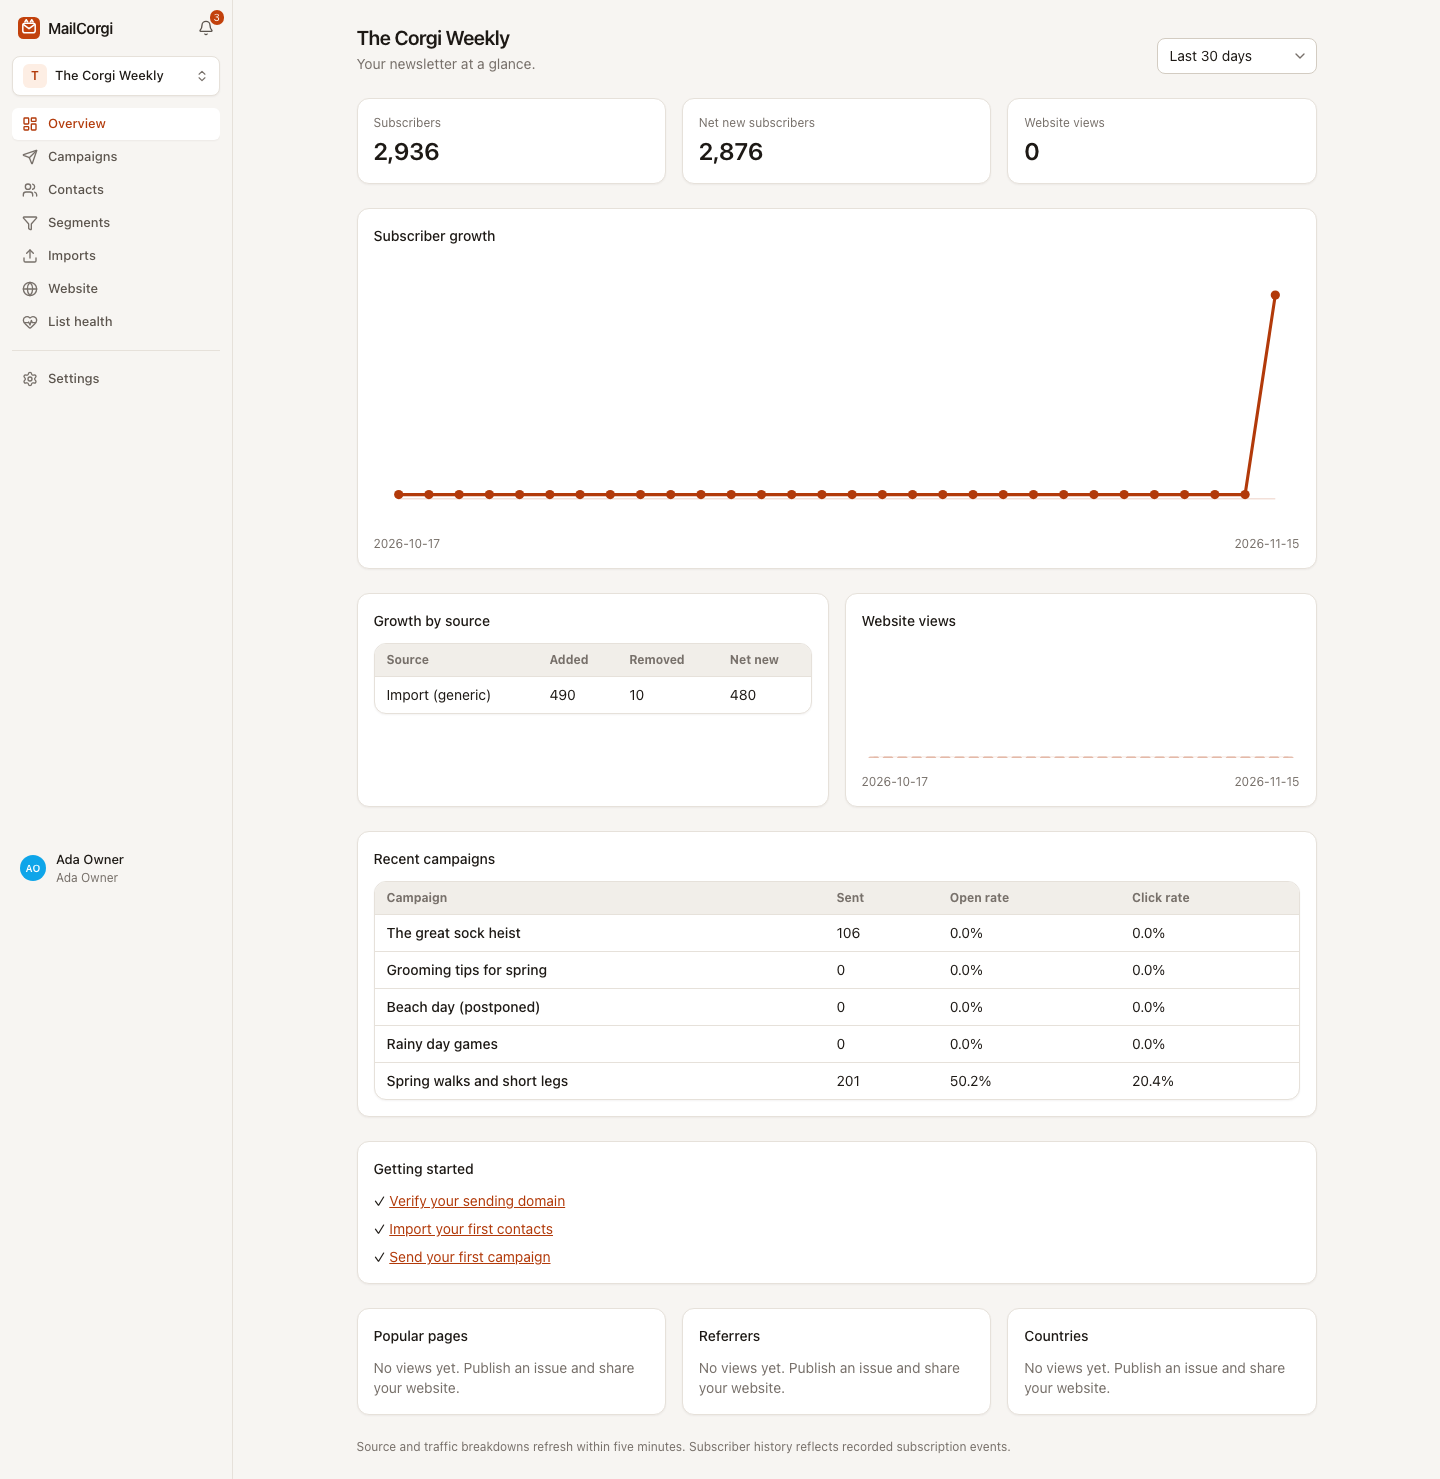 MailCorgi
3
T The Corgi Weekly
Overview
Campaigns
Contacts
Segments
Imports
Website
List health
Settings
AO
Ada Owner
Ada Owner
The Corgi Weekly
Your newsletter at a glance.
Last 30 days
Subscribers
2,936
Net new subscribers
2,876
Website views
0
Subscriber growth
2026-10-17 2026-11-15
Growth by source
Source Added Removed Net new
Import (generic) 490 10 480
Website views
2026-10-17 2026-11-15
Recent campaigns
Campaign Sent Open rate Click rate
The great sock heist 106 0.0% 0.0%
Grooming tips for spring 0 0.0% 0.0%
Beach day (postponed) 0 0.0% 0.0%
Rainy day games 0 0.0% 0.0%
Spring walks and short legs 201 50.2% 20.4%
Getting started
✓ Verify your sending domain
✓ Import your first contacts
✓ Send your first campaign
Popular pages
No views yet. Publish an issue and share
your website.
Referrers
No views yet. Publish an issue and share
your website.
Countries
No views yet. Publish an issue and share
your website.
Source and traffic breakdowns refresh within five minutes. Subscriber history reflects recorded subscription events.